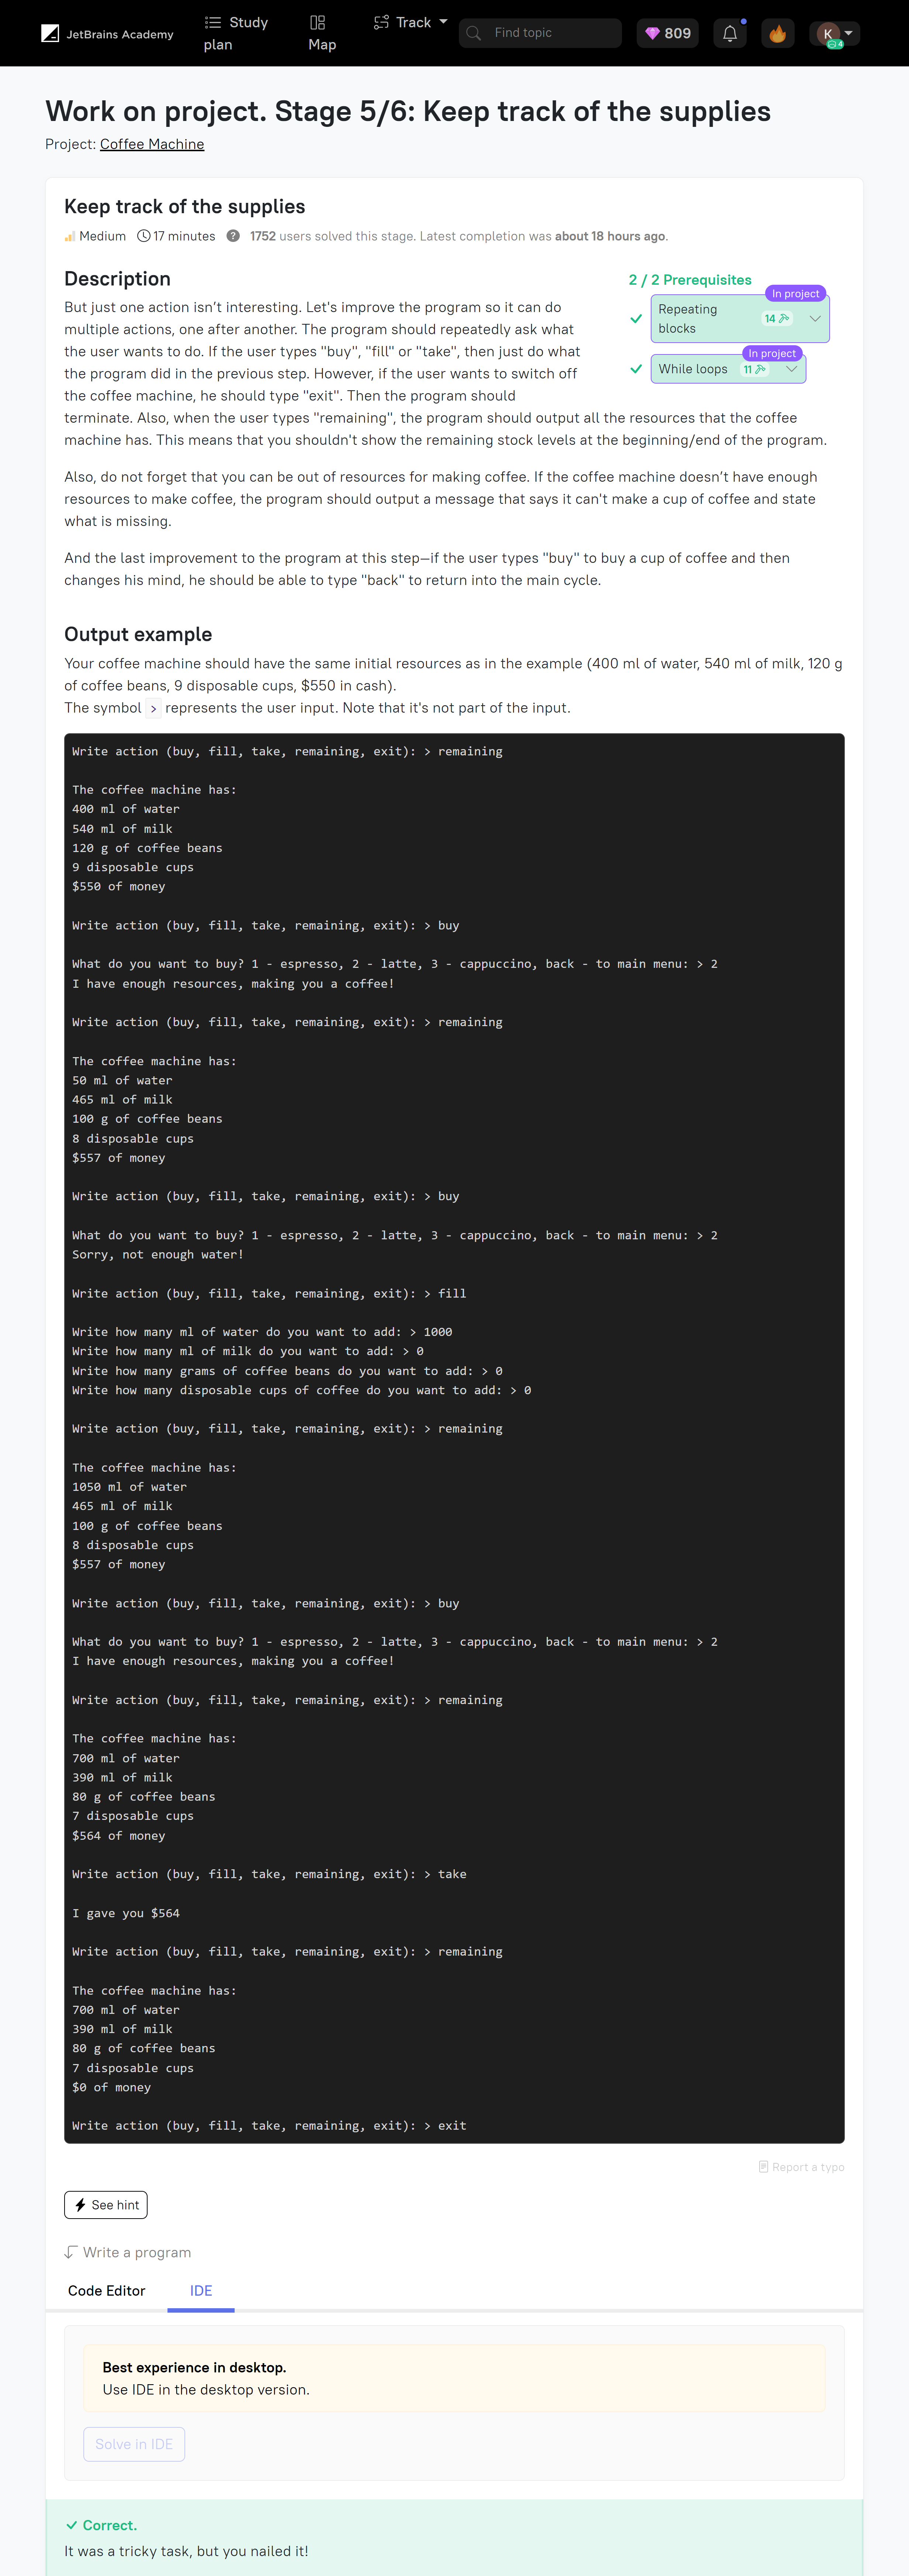 JetBrains Academy
Study plan
Map
Track
Find topic
809
K
4
Work on project. Stage 5/6: Keep track of the supplies
Project: Coffee Machine
Keep track of the supplies
Medium 17 minutes ? 1752 users solved this stage. Latest completion was about 18 hours ago.
Description
2 / 2 Prerequisites
In project
Repeating blocks 14
In project
While loops 11
But just one action isn’t interesting. Let's improve the program so it can do
multiple actions, one after another. The program should repeatedly ask what
the user wants to do. If the user types "buy", "fill" or "take", then just do what
the program did in the previous step. However, if the user wants to switch off
the coffee machine, he should type "exit". Then the program should
terminate. Also, when the user types "remaining", the program should output all the resources that the coffee
machine has. This means that you shouldn't show the remaining stock levels at the beginning/end of the program.
Also, do not forget that you can be out of resources for making coffee. If the coffee machine doesn’t have enough
resources to make coffee, the program should output a message that says it can't make a cup of coffee and state
what is missing.
And the last improvement to the program at this step—if the user types "buy" to buy a cup of coffee and then
changes his mind, he should be able to type "back" to return into the main cycle.
Output example
Your coffee machine should have the same initial resources as in the example (400 ml of water, 540 ml of milk, 120 g
of coffee beans, 9 disposable cups, $550 in cash).
The symbol > represents the user input. Note that it's not part of the input.
Write action (buy, fill, take, remaining, exit): > remaining
The coffee machine has:
400 ml of water
540 ml of milk
120 g of coffee beans
9 disposable cups
$550 of money
Write action (buy, fill, take, remaining, exit): > buy
What do you want to buy? 1 - espresso, 2 - latte, 3 - cappuccino, back - to main menu: > 2
I have enough resources, making you a coffee!
Write action (buy, fill, take, remaining, exit): > remaining
The coffee machine has:
50 ml of water
465 ml of milk
100 g of coffee beans
8 disposable cups
$557 of money
Write action (buy, fill, take, remaining, exit): > buy
What do you want to buy? 1 - espresso, 2 - latte, 3 - cappuccino, back - to main menu: > 2
Sorry, not enough water!
Write action (buy, fill, take, remaining, exit): > fill
Write how many ml of water do you want to add: > 1000
Write how many ml of milk do you want to add: > 0
Write how many grams of coffee beans do you want to add: > 0
Write how many disposable cups of coffee do you want to add: > 0
Write action (buy, fill, take, remaining, exit): > remaining
The coffee machine has:
1050 ml of water
465 ml of milk
100 g of coffee beans
8 disposable cups
$557 of money
Write action (buy, fill, take, remaining, exit): > buy
What do you want to buy? 1 - espresso, 2 - latte, 3 - cappuccino, back - to main menu: > 2
I have enough resources, making you a coffee!
Write action (buy, fill, take, remaining, exit): > remaining
The coffee machine has:
700 ml of water
390 ml of milk
80 g of coffee beans
7 disposable cups
$564 of money
Write action (buy, fill, take, remaining, exit): > take
I gave you $564
Write action (buy, fill, take, remaining, exit): > remaining
The coffee machine has:
700 ml of water
390 ml of milk
80 g of coffee beans
7 disposable cups
$0 of money
Write action (buy, fill, take, remaining, exit): > exit
Report a typo
See hint
Write a program
Code Editor IDE
Best experience in desktop.
Use IDE in the desktop version.
Solve in IDE
Correct.
It was a tricky task, but you nailed it!